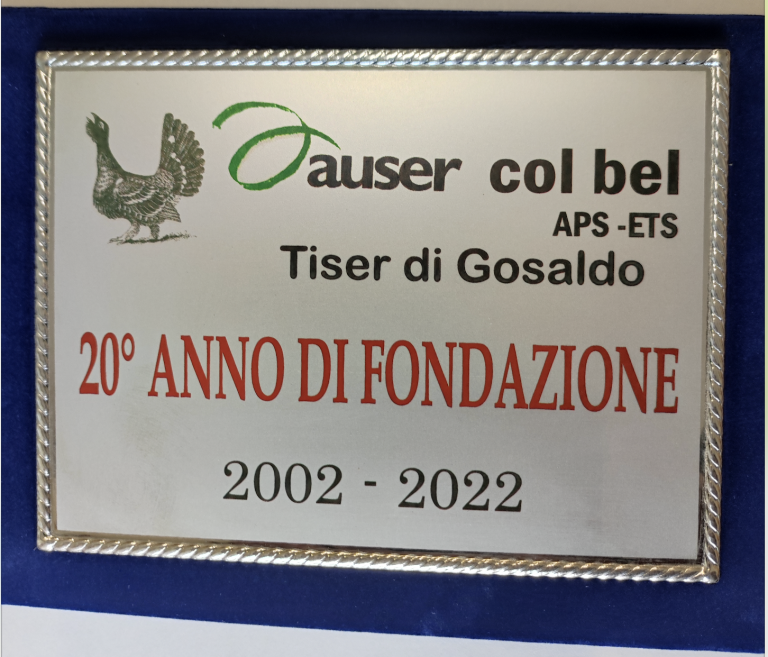 auser col bel
APS -ETS
Tiser di Gosaldo
20° ANNO DI FONDAZIONE
2002 - 2022